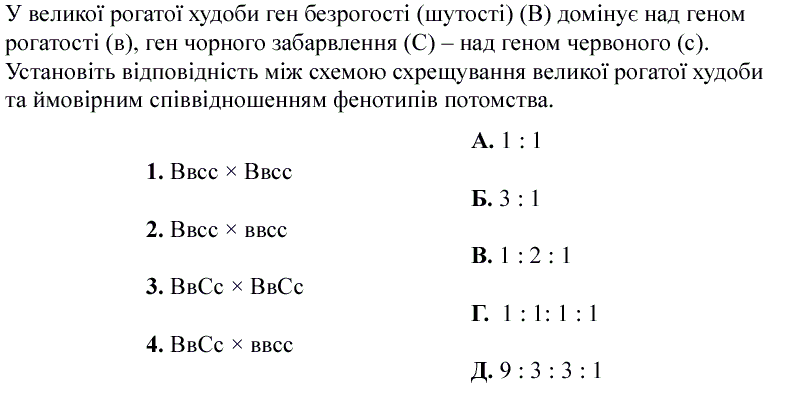 У великої рогатої худоби ген безрогості (шутості) (В) домінує над геном
рогатості (в), ген чорного забарвлення (С) – над геном червоного (с).
Установіть відповідність між схемою схрещування великої рогатої худоби
та ймовірним співвідношенням фенотипів потомства.
А. 1 : 1
1. Ввсс × Ввсс
Б. 3 : 1
2. Ввсс × ввсс
В. 1 : 2 : 1
3. ВвСс × ВвСс
Г. 1 : 1: 1 : 1
4. ВвСс × ввсс
Д. 9 : 3 : 3 : 1